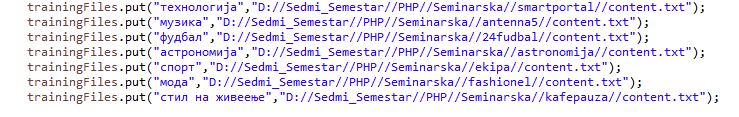 trainingFiles.put("технологија","D://Sedmi_Semestar//PHP//Seminarska//smartportal//content.txt");
trainingFiles.put("музика","D://Sedmi_Semestar//PHP//Seminarska//antenna5//content.txt");
trainingFiles.put("фудбал","D://Sedmi_Semestar//PHP//Seminarska//24fudbal//content.txt");
trainingFiles.put("астрономија","D://Sedmi_Semestar//PHP//Seminarska//astronomija//content.txt");
trainingFiles.put("спорт","D://Sedmi_Semestar//PHP//Seminarska//ekipa//content.txt");
trainingFiles.put("мода","D://Sedmi_Semestar//PHP//Seminarska//fashionel//content.txt");
trainingFiles.put("стил на живеење","D://Sedmi_Semestar//PHP//Seminarska//kafepauza//content.txt");